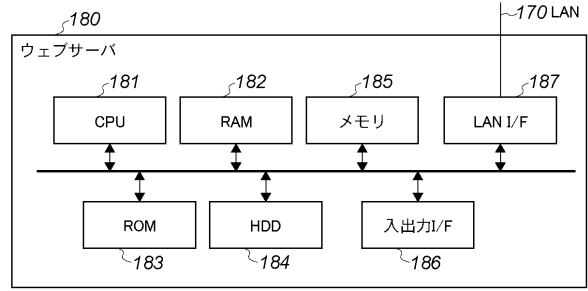 180
170 LAN
ウェブサーバ
181
182
185
187
CPU
RAM
メモリ
LAN I/F
ROM
HDD
入出力I/F
183
184
186